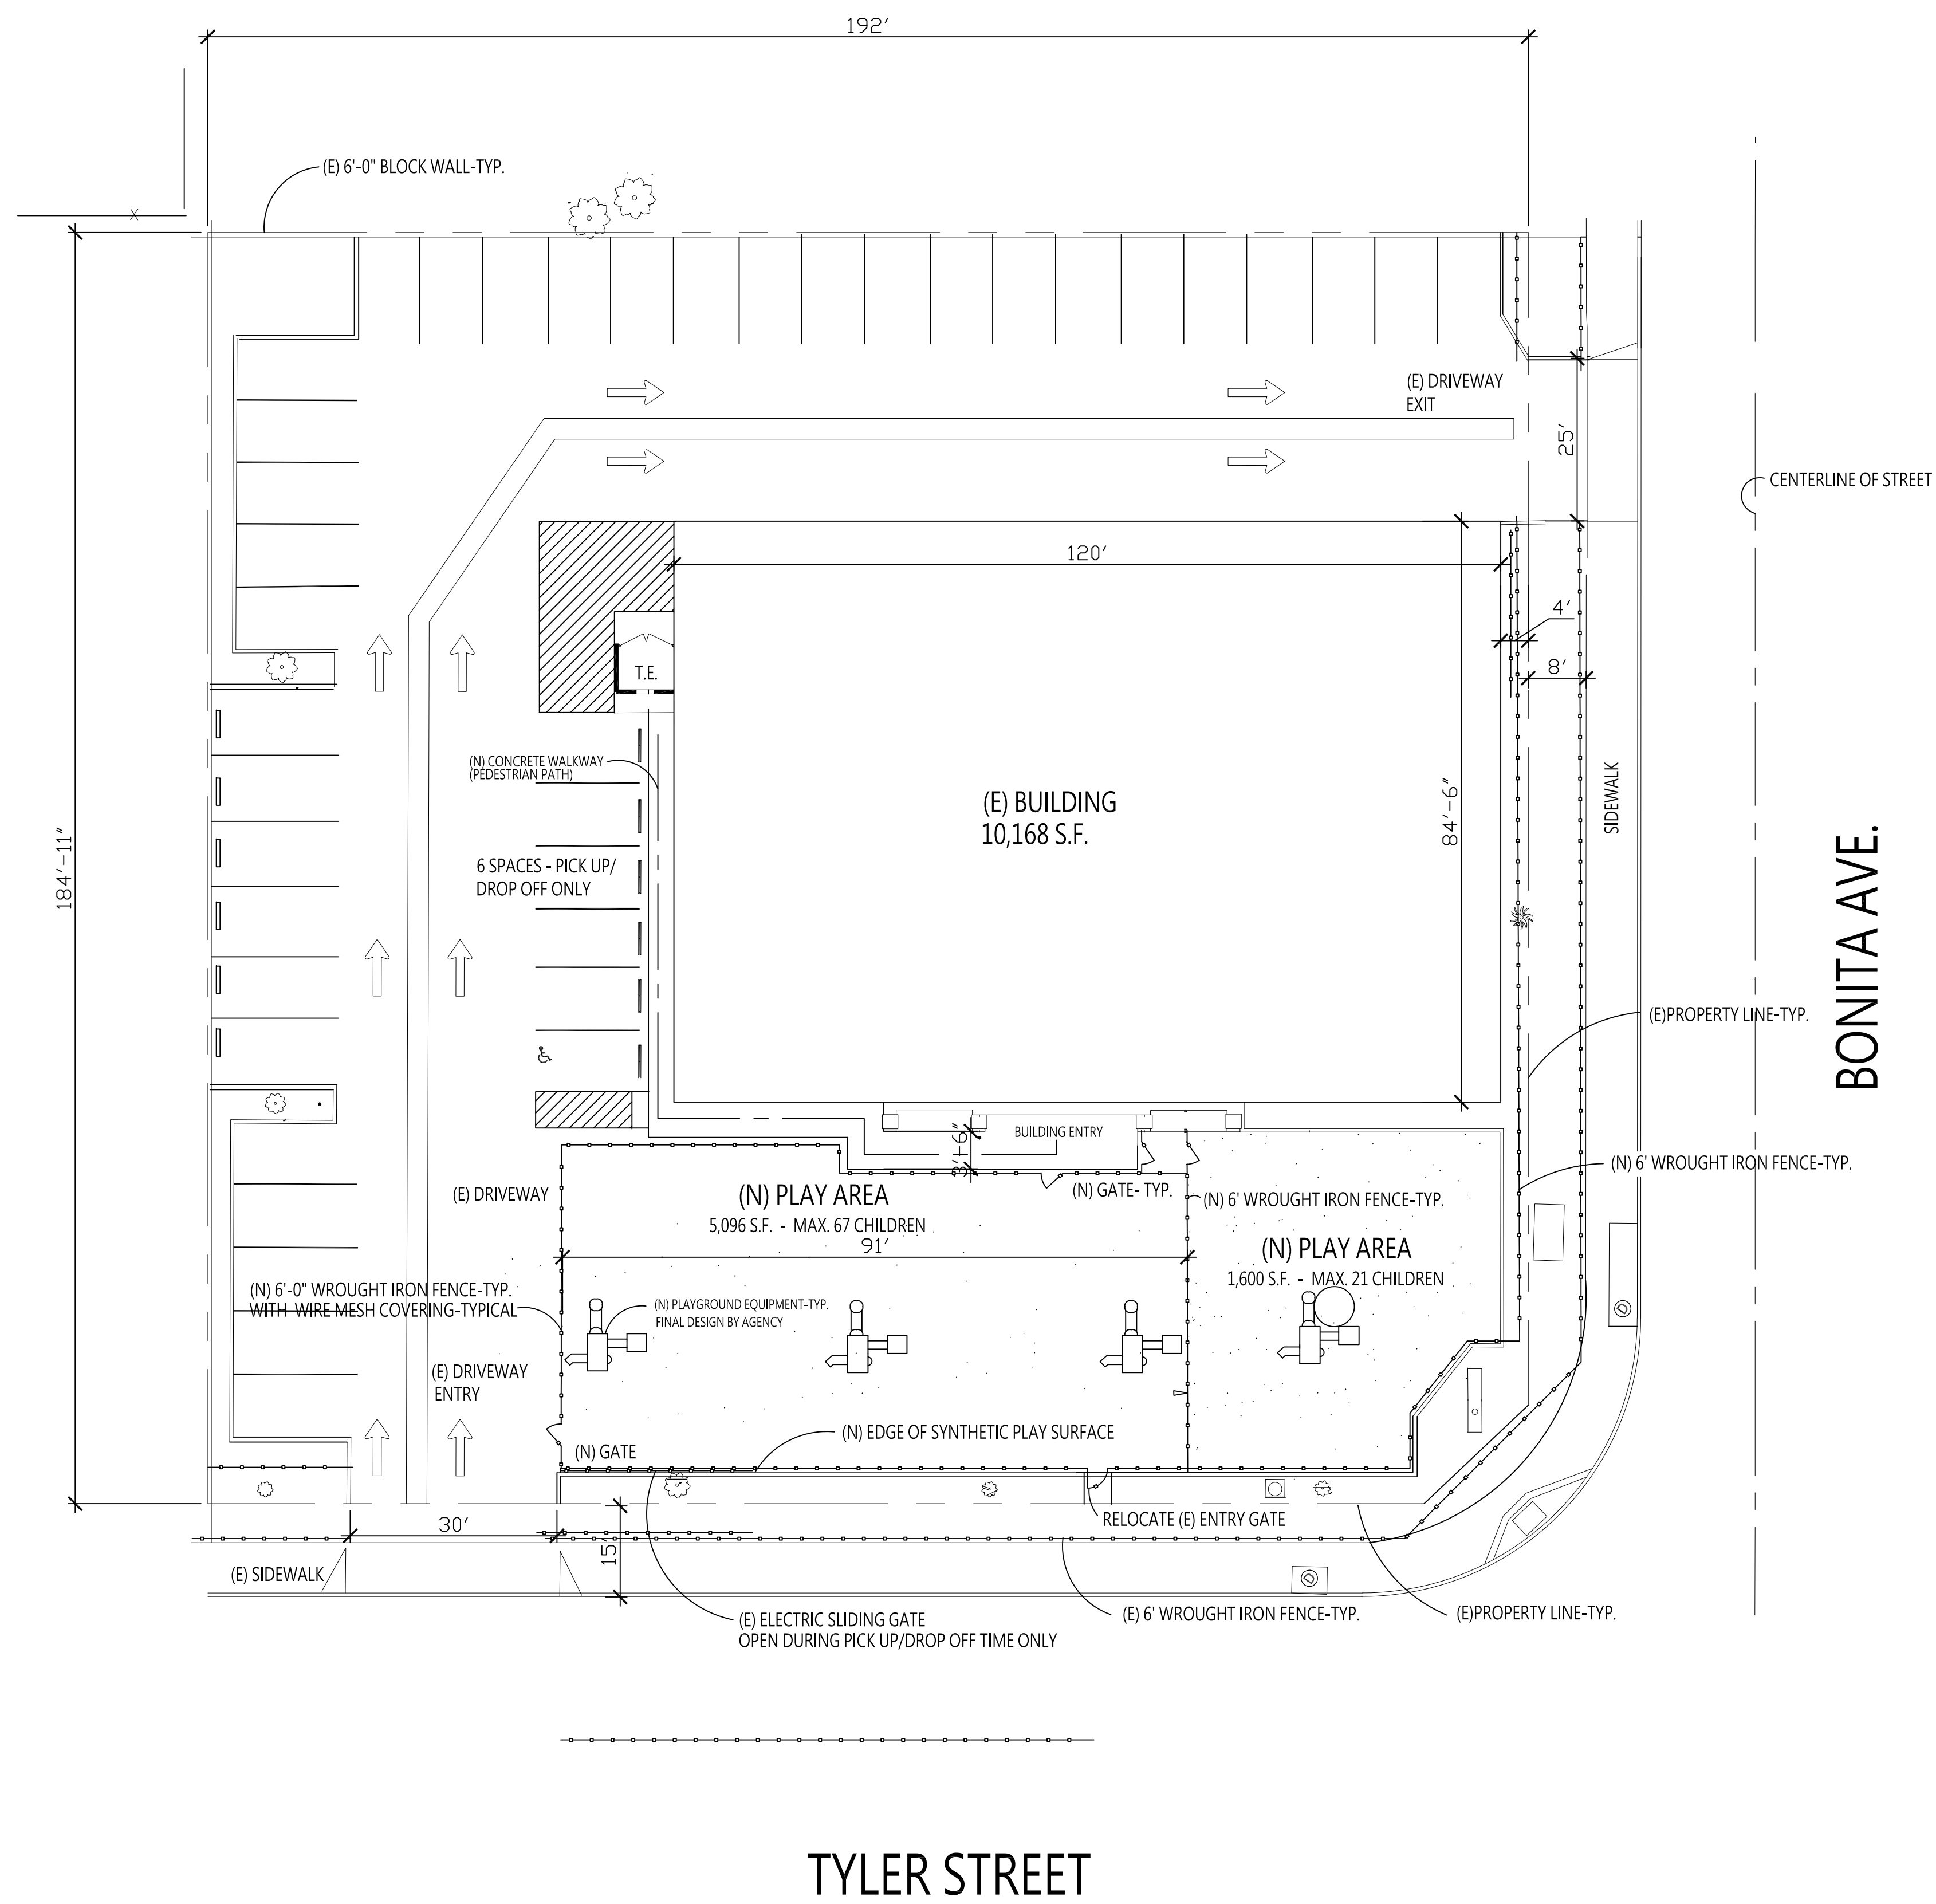 192′
(E) 6'-0" BLOCK WALL-TYP.
X
(E) DRIVEWAY
EXIT
25′
CENTERLINE OF STREET
120′
4′
8′
T.E.
(N) CONCRETE WALKWAY
(PEDESTRIAN PATH)
SIDEWALK
(E) BUILDING
10,168 S.F.
84′-6″
184′-11″
6 SPACES - PICK UP/
DROP OFF ONLY
BONITA AVE.
(E)PROPERTY LINE-TYP.
BUILDING ENTRY
3′-6″
(N) 6' WROUGHT IRON FENCE-TYP.
(E) DRIVEWAY
(N) PLAY AREA
5,096 S.F. - MAX. 67 CHILDREN
(N) GATE- TYP.
(N) 6' WROUGHT IRON FENCE-TYP.
91′
(N) PLAY AREA
1,600 S.F. - MAX. 21 CHILDREN
(N) 6'-0" WROUGHT IRON FENCE-TYP.
WITH WIRE MESH COVERING-TYPICAL
(N) PLAYGROUND EQUIPMENT-TYP.
FINAL DESIGN BY AGENCY
D
(E) DRIVEWAY
ENTRY
(N) EDGE OF SYNTHETIC PLAY SURFACE
(N) GATE
RELOCATE (E) ENTRY GATE
30′
15′
(E) SIDEWALK
D
(E) ELECTRIC SLIDING GATE
OPEN DURING PICK UP/DROP OFF TIME ONLY
(E) 6' WROUGHT IRON FENCE-TYP.
(E)PROPERTY LINE-TYP.
TYLER STREET